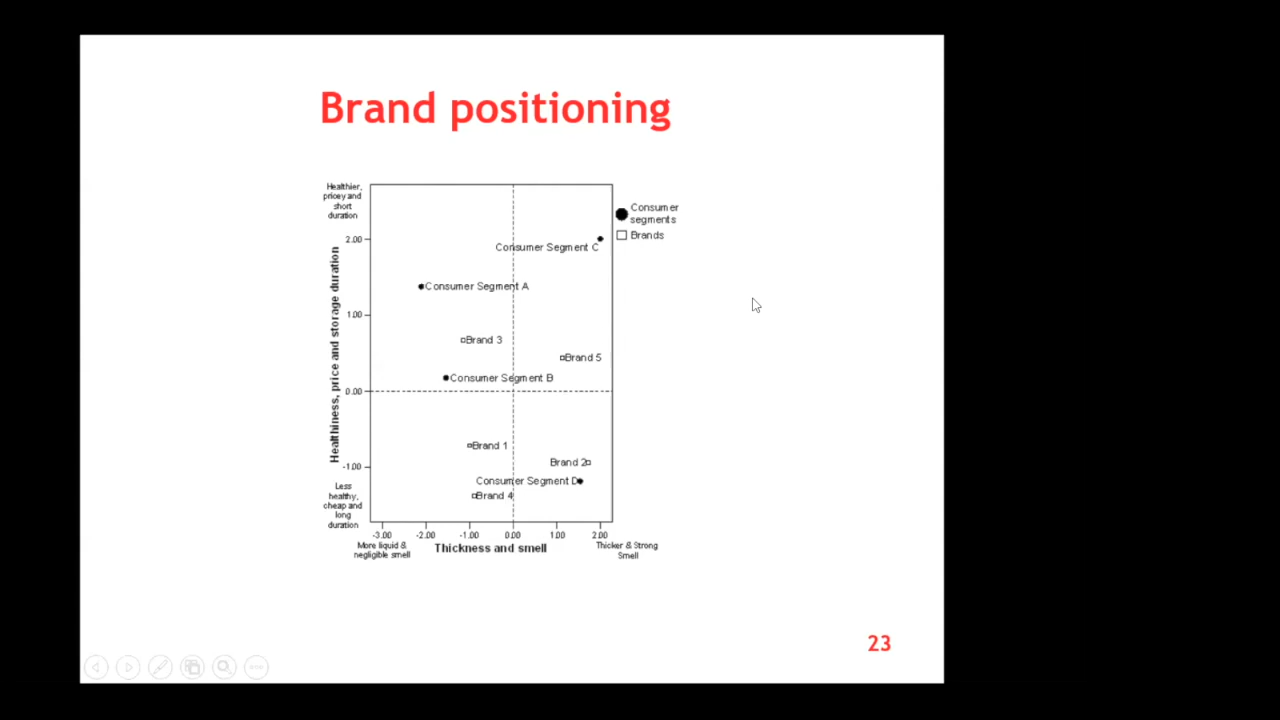 Brand positioning
Healthier,
pricey and
short
duration
Consumer
segments
Brands
2.00
Consumer Segment C
Consumer Segment A
1.00
Brand 3
Brand 5
Consumer Segment B
0.00
Healthiness, price and storage duration
Brand 1
Brand 2
-1.00
Consumer Segment D
Less
healthy,
cheap and
long
duration
Brand 4
-3.00 -2.00 -1.00 0.00 1.00 2.00
More liquid &
negligible smell
Thickness and smell
Thicker & Strong
Smell
23